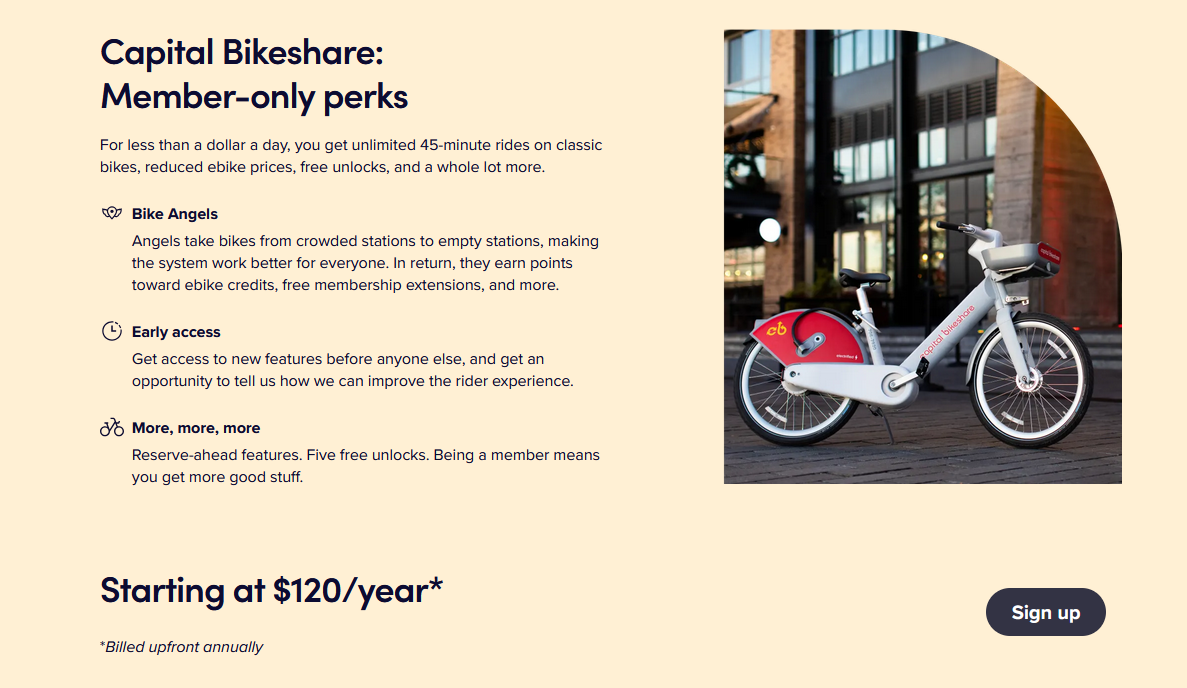 Capital Bikeshare:
Member-only perks
For less than a dollar a day, you get unlimited 45-minute rides on classic
bikes, reduced ebike prices, free unlocks, and a whole lot more.
Bike Angels
Angels take bikes from crowded stations to empty stations, making
the system work better for everyone. In return, they earn points
toward ebike credits, free membership extensions, and more.
Early access
Get access to new features before anyone else, and get an
opportunity to tell us how we can improve the rider experience.
More, more, more
Reserve-ahead features. Five free unlocks. Being a member means
you get more good stuff.
cb
capital bikeshare
Starting at $120/year*
Sign up
*Billed upfront annually